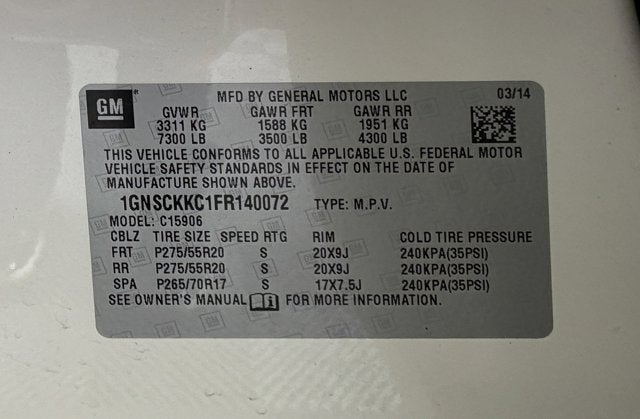 GM
MFD BY GENERAL MOTORS LLC 03/14
GVWR GAWR FRT GAWR RR
3311 KG 1588 KG 1951 KG
7300 LB 3500 LB 4300 LB
THIS VEHICLE CONFORMS TO ALL APPLICABLE U.S. FEDERAL MOTOR
VEHICLE SAFETY STANDARDS IN EFFECT ON THE DATE OF
MANUFACTURE SHOWN ABOVE.
1GNSCKKC1FR140072 TYPE: M.P.V.
MODEL: C15906
CBLZ TIRE SIZE SPEED RTG RIM COLD TIRE PRESSURE
FRT P275/55R20 S 20X9J 240KPA(35PSI)
RR P275/55R20 S 20X9J 240KPA(35PSI)
SPA P265/70R17 S 17X7.5J 240KPA(35PSI)
SEE OWNER'S MANUAL FOR MORE INFORMATION.